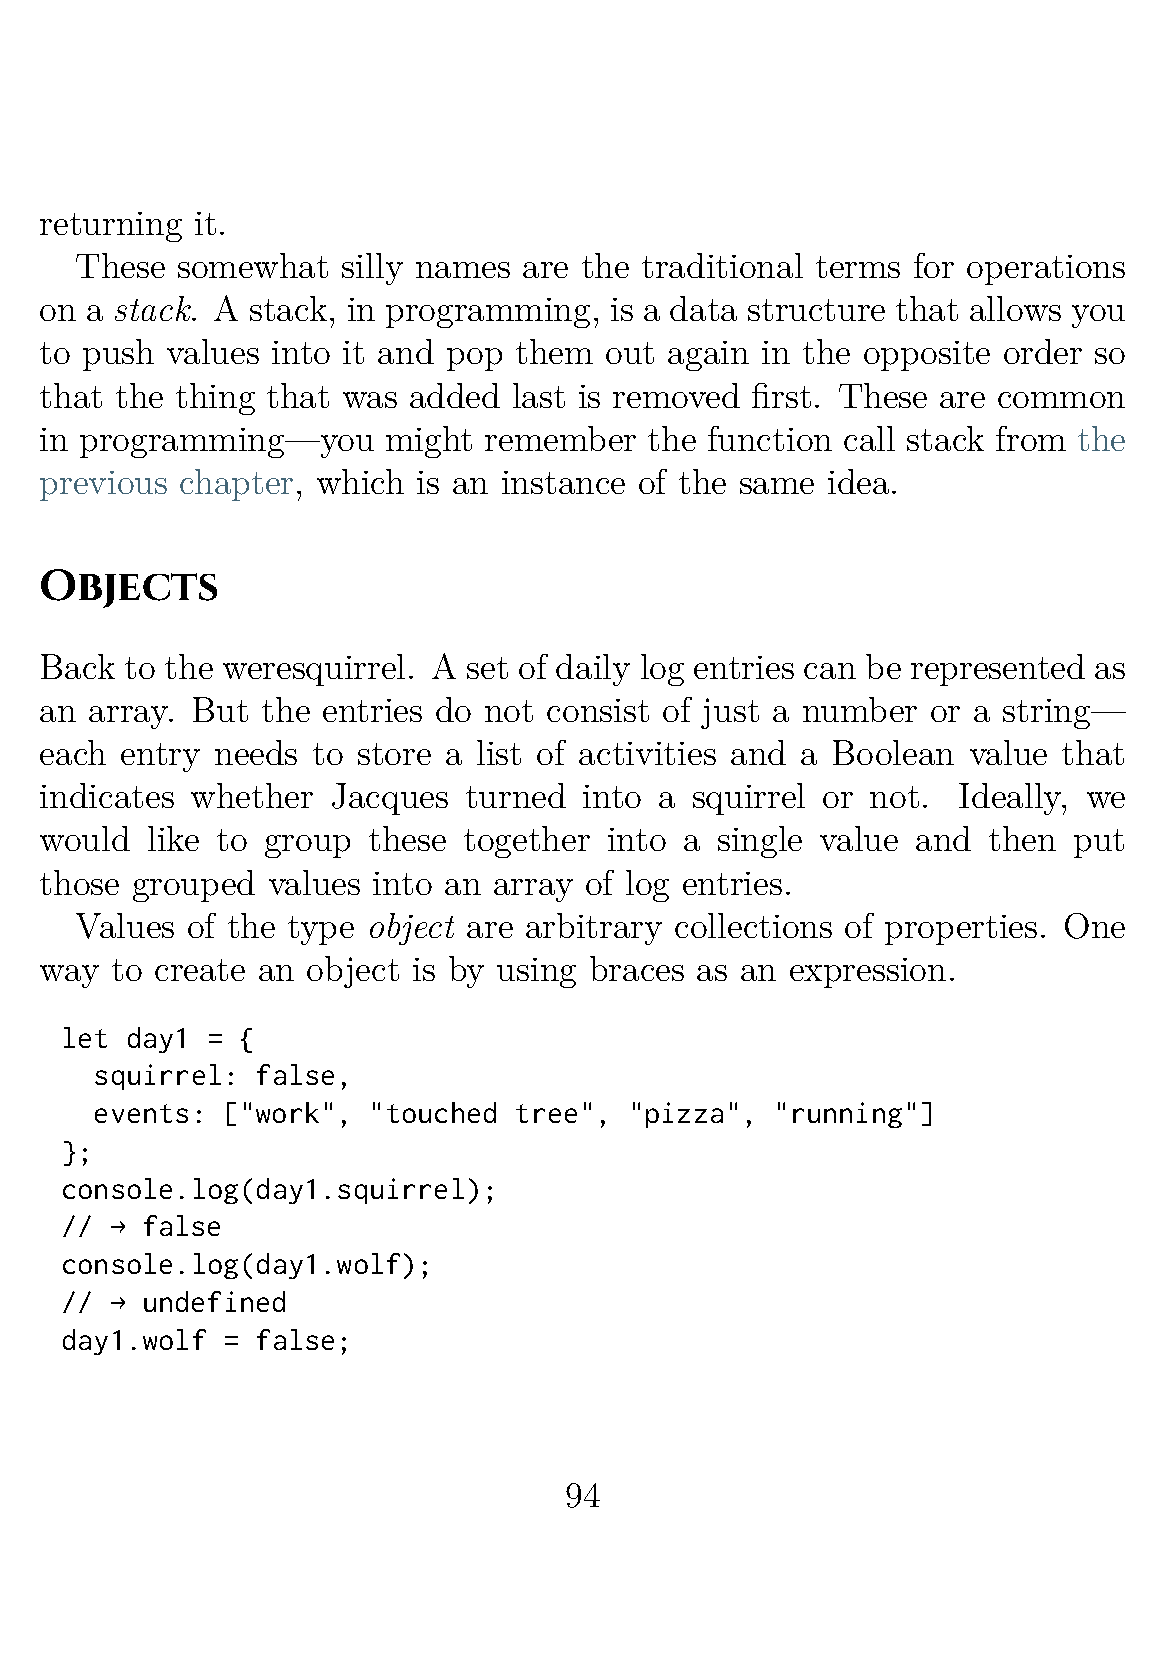 returning it.
These somewhat silly names are the traditional terms for operations
on a stack. A stack, in programming, is a data structure that allows you
to push values into it and pop them out again in the opposite order so
that the thing that was added last is removed first. These are common
in programming—you might remember the function call stack from the
previous chapter, which is an instance of the same idea.
Objects
Back to the weresquirrel. A set of daily log entries can be represented as
an array. But the entries do not consist of just a number or a string—
each entry needs to store a list of activities and a Boolean value that
indicates whether Jacques turned into a squirrel or not. Ideally, we
would like to group these together into a single value and then put
those grouped values into an array of log entries.
Values of the type object are arbitrary collections of properties. One
way to create an object is by using braces as an expression.
let day1 = {
  squirrel: false,
  events: ["work", "touched tree", "pizza", "running"]
};
console.log(day1.squirrel);
// → false
console.log(day1.wolf);
// → undefined
day1.wolf = false;
94